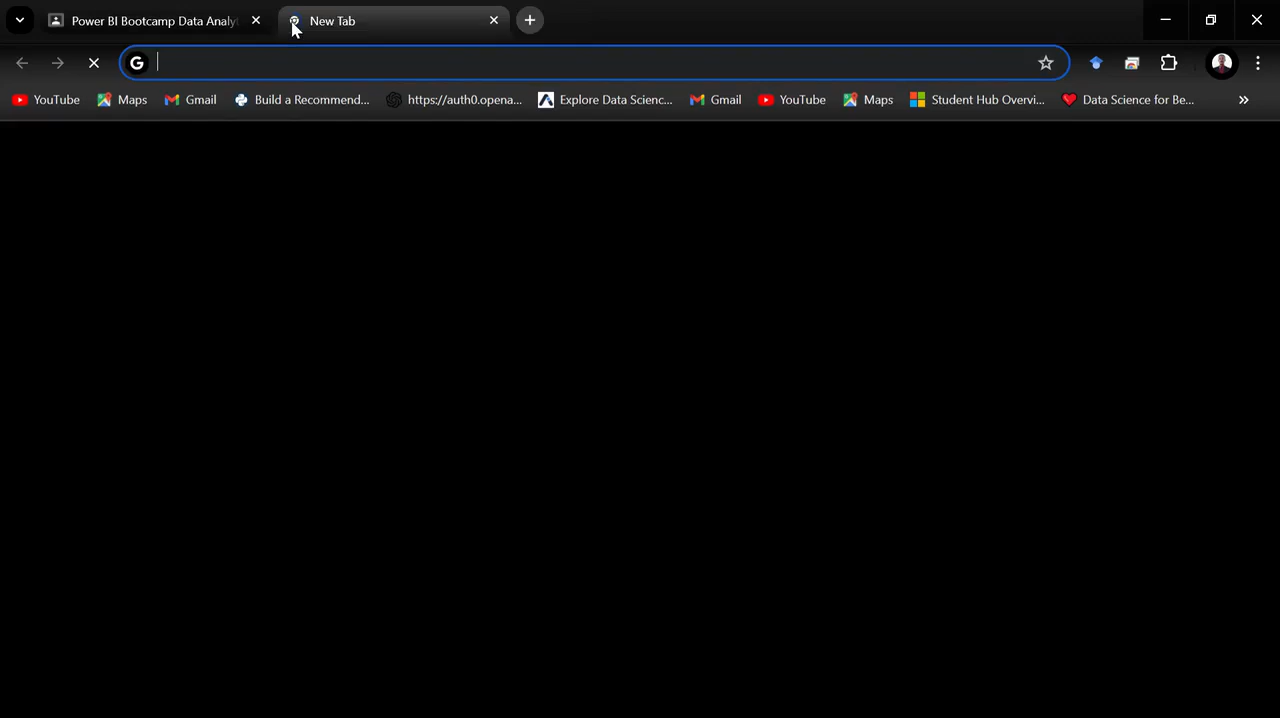 Power BI Bootcamp Data Analyt
New Tab
YouTube Maps Gmail Build a Recommend... https://auth0.opena... Explore Data Scienc... Gmail YouTube Maps Student Hub Overvi... Data Science for Be...